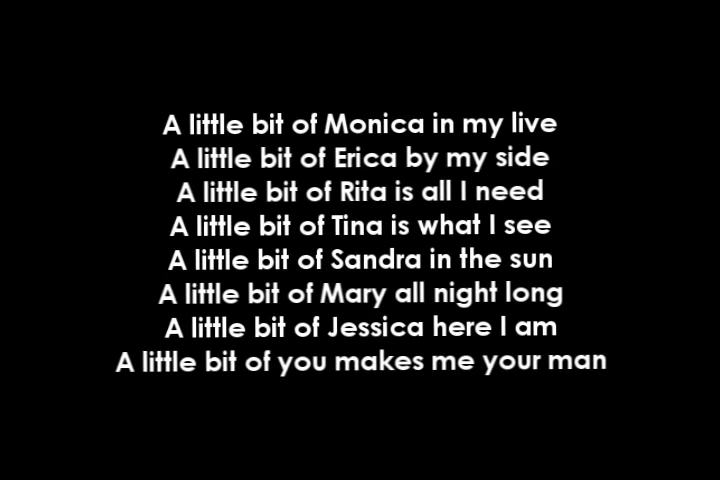 A little bit of Monica in my live
A little bit of Erica by my side
A little bit of Rita is all I need
A little bit of Tina is what I see
A little bit of Sandra in the sun
A little bit of Mary all night long
A little bit of Jessica here I am
A little bit of you makes me your man